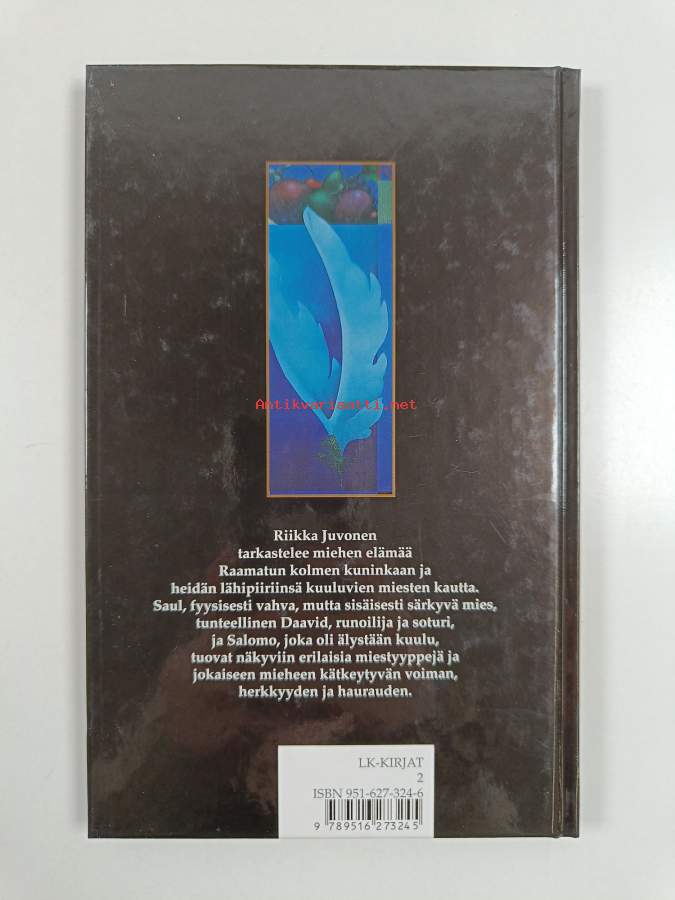 Antikvariaatti.net
Riikka Juvonen
tarkastelee miehen elämää
Raamatun kolmen kuninkaan ja
heidän lähipiiriinsä kuuluvien miesten kautta.
Saul, fyysisesti vahva, mutta sisäisesti särkyvä mies,
tunteellinen Daavid, runoilija ja soturi,
ja Salomo, joka oli älystään kuulu,
tuovat näkyviin erilaisia miestyyppejä ja
jokaiseen mieheen kätkeytyvän voiman,
herkkyyden ja haurauden.
LK-KIRJAT
2
ISBN 951-627-324-6
9 789516 273245